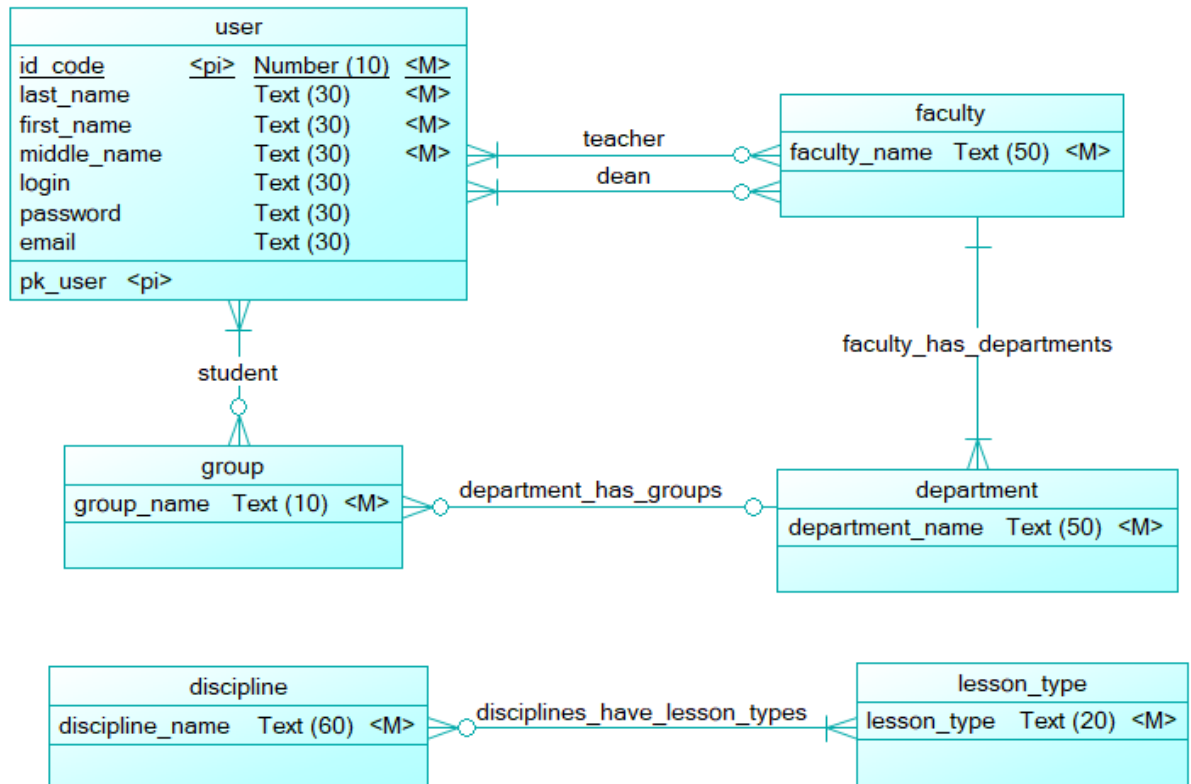 user
id_code <pi> Number (10) <M>
last_name Text (30) <M>
first_name Text (30) <M>
middle_name Text (30) <M>
login Text (30)
password Text (30)
email Text (30)
pk_user <pi>
teacher
dean
faculty
faculty_name Text (50) <M>
student
faculty_has_departments
group
group_name Text (10) <M>
department_has_groups
department
department_name Text (50) <M>
discipline
discipline_name Text (60) <M>
disciplines_have_lesson_types
lesson_type
lesson_type Text (20) <M>